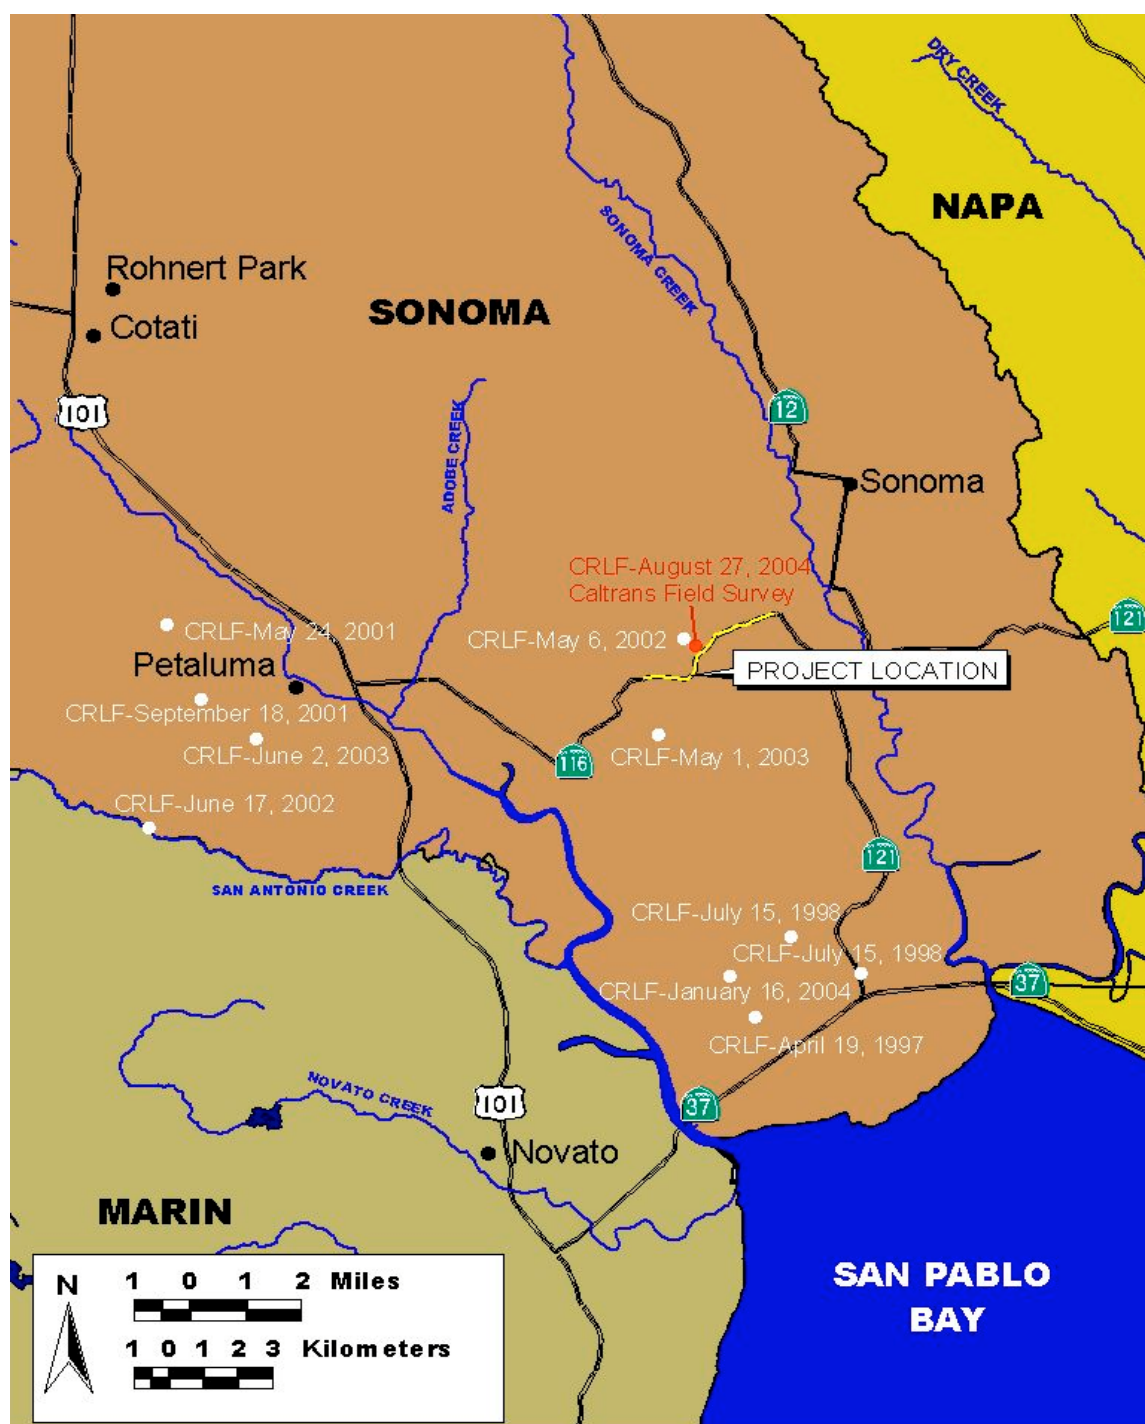 DRY CREEK
NAPA
SONOMA CREEK
Rohnert Park
SONOMA
Cotati
101
12
ADOBE CREEK
Sonoma
CRLF-August 27, 2004
Caltrans Field Survey
121
CRLF-May 24, 2001
CRLF-May 6, 2002
Petaluma
PROJECT LOCATION
CRLF-September 18, 2001
CRLF-June 2, 2003
116
CRLF-May 1, 2003
CRLF-June 17, 2002
121
SAN ANTONIO CREEK
CRLF-July 15, 1998
CRLF-July 15, 1998
37
CRLF-January 16, 2004
CRLF-April 19, 1997
NOVATO CREEK
101
37
Novato
MARIN
SAN PABLO
BAY
N
1 0 1 2 Miles
1 0 1 2 3 Kilometers